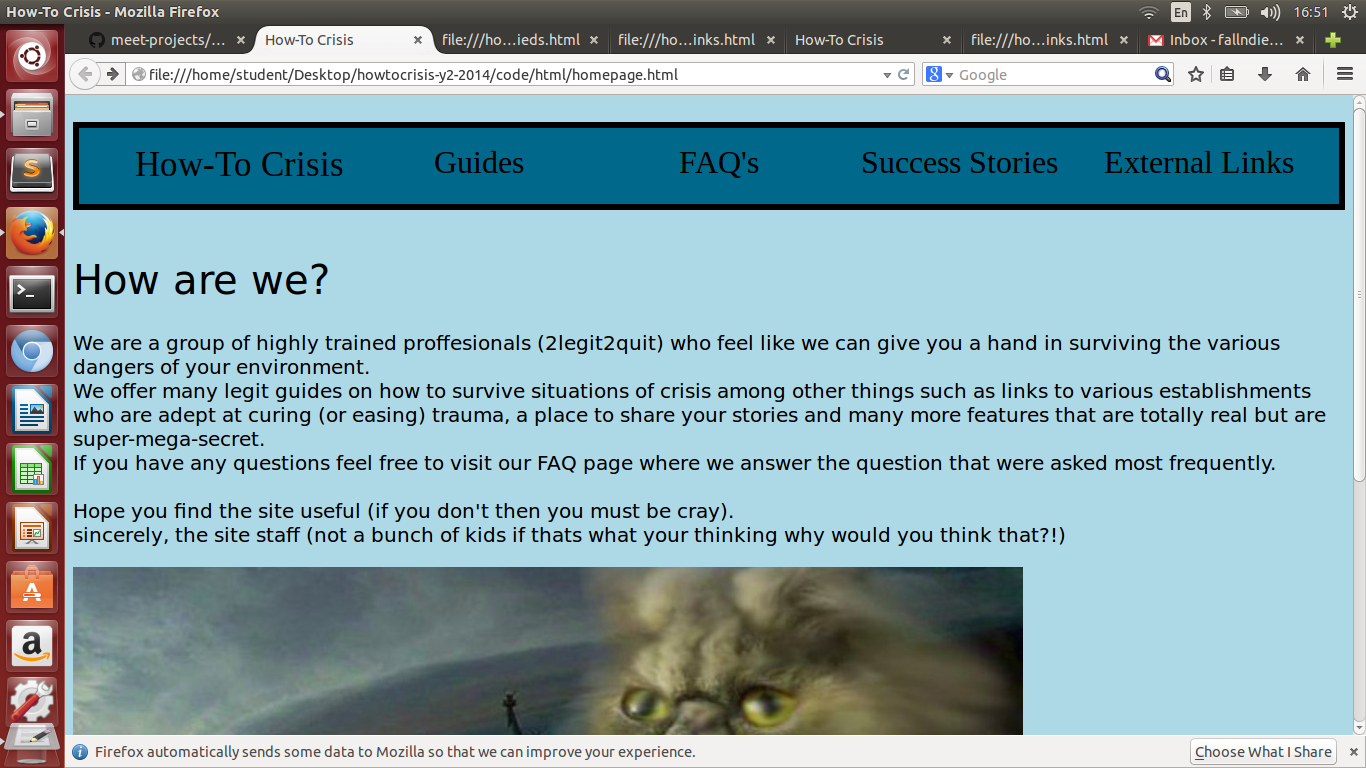 How-To Crisis - Mozilla Firefox
En
16:51
meet-projects/...
How-To Crisis
file:///ho...ieds.html
file:///ho...inks.html
How-To Crisis
file:///ho...inks.html
Inbox - fallndie...
file:///home/student/Desktop/howtocrisis-y2-2014/code/html/homepage.html
Google
How-To Crisis
Guides
FAQ's
Success Stories
External Links
How are we?
We are a group of highly trained proffesionals (2legit2quit) who feel like we can give you a hand in surviving the various
dangers of your environment.
We offer many legit guides on how to survive situations of crisis among other things such as links to various establishments
who are adept at curing (or easing) trauma, a place to share your stories and many more features that are totally real but are
super-mega-secret.
If you have any questions feel free to visit our FAQ page where we answer the question that were asked most frequently.
Hope you find the site useful (if you don't then you must be cray).
sincerely, the site staff (not a bunch of kids if thats what your thinking why would you think that?!)
Firefox automatically sends some data to Mozilla so that we can improve your experience.
Choose What I Share